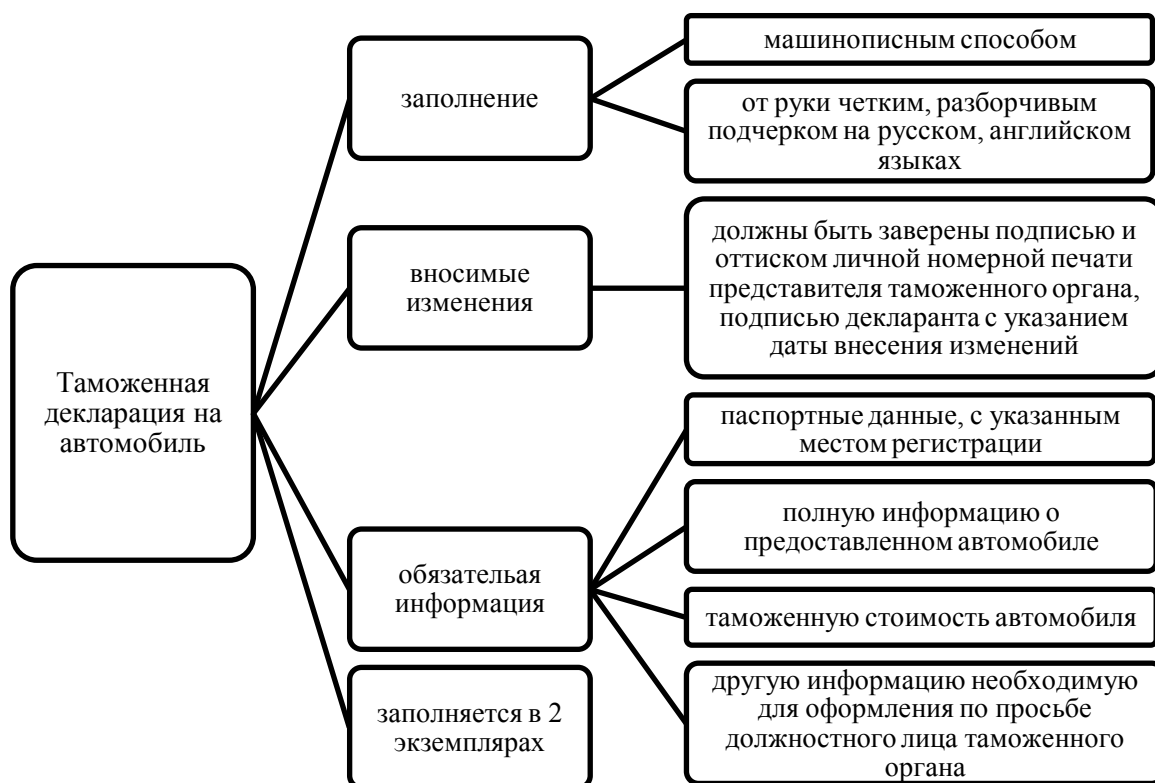 Таможенная
декларация на
автомобиль
заполнение
машинописным способом
от руки четким, разборчивым
подчерком на русском, английском
языках
вносимые
изменения
должны быть заверены подписью и
оттиском личной номерной печати
представителя таможенного органа,
подписью декларанта с указанием
даты внесения изменений
обязательая
информация
паспортные данные, с указанным
местом регистрации
полную информацию о
предоставленном автомобиле
таможенную стоимость автомобиля
другую информацию необходимую
для оформления по просьбе
должностного лица таможенного
органа
заполняется в 2
экземплярах